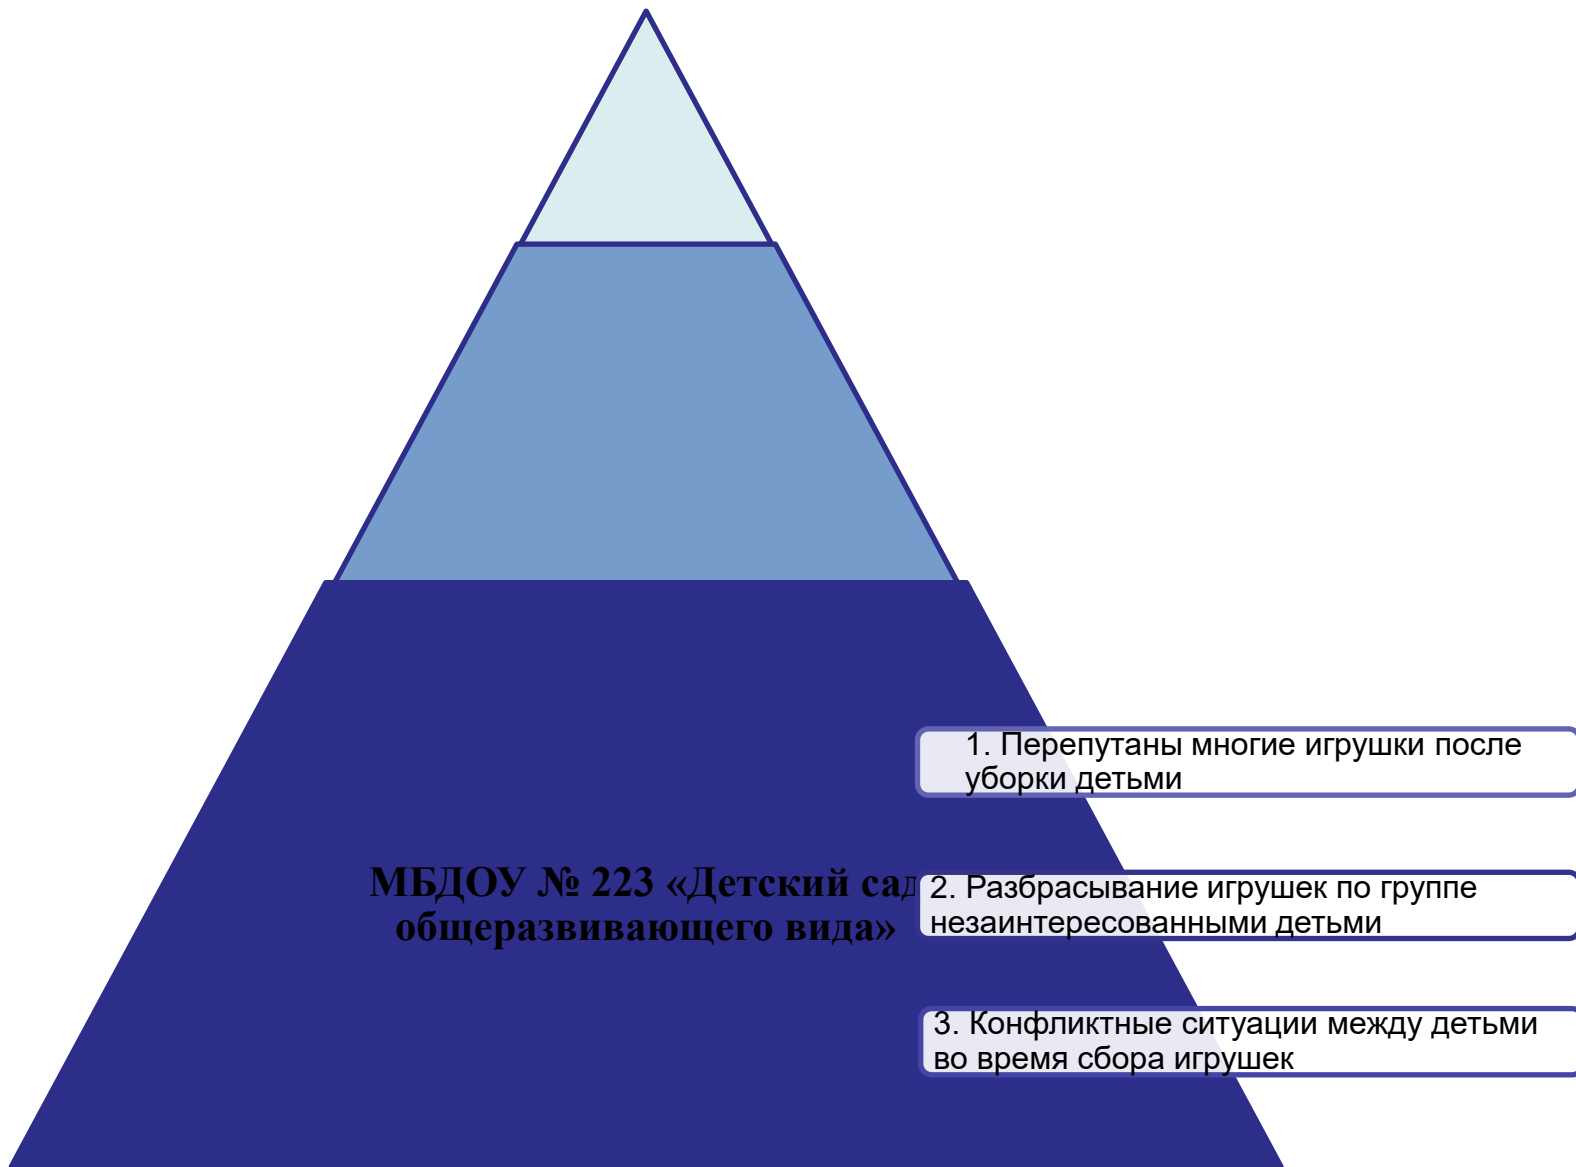 1. Перепутаны многие игрушки после
уборки детьми
МБДОУ № 223 «Детский сад
общеразвивающего вида»
2. Разбрасывание игрушек по группе
незаинтересованными детьми
3. Конфликтные ситуации между детьми
во время сбора игрушек